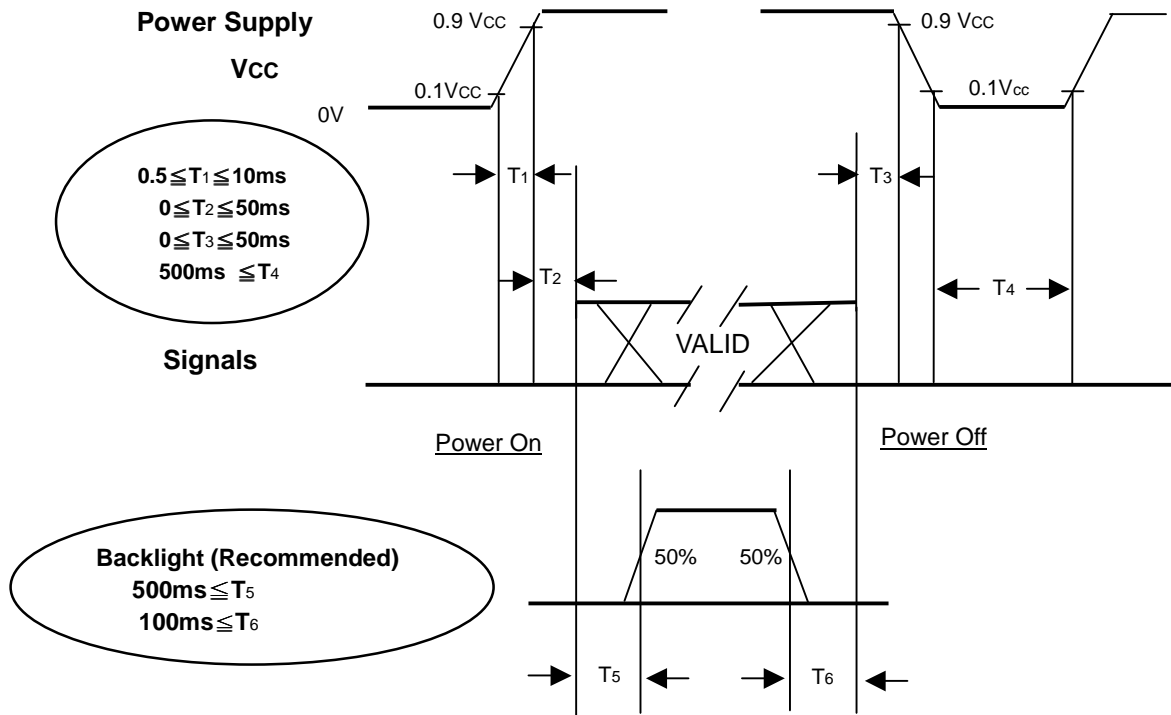 Power Supply
VCC
0.9 VCC
0.9 VCC
0.1VCC
0.1Vcc
0V
0.5≦T1≦10ms
0≦T2≦50ms
0≦T3≦50ms
500ms ≦T4
T1
T3
T2
T4
VALID
Signals
Power On
Power Off
Backlight (Recommended)
500ms≦T5
100ms≦T6
50%
50%
T5
T6